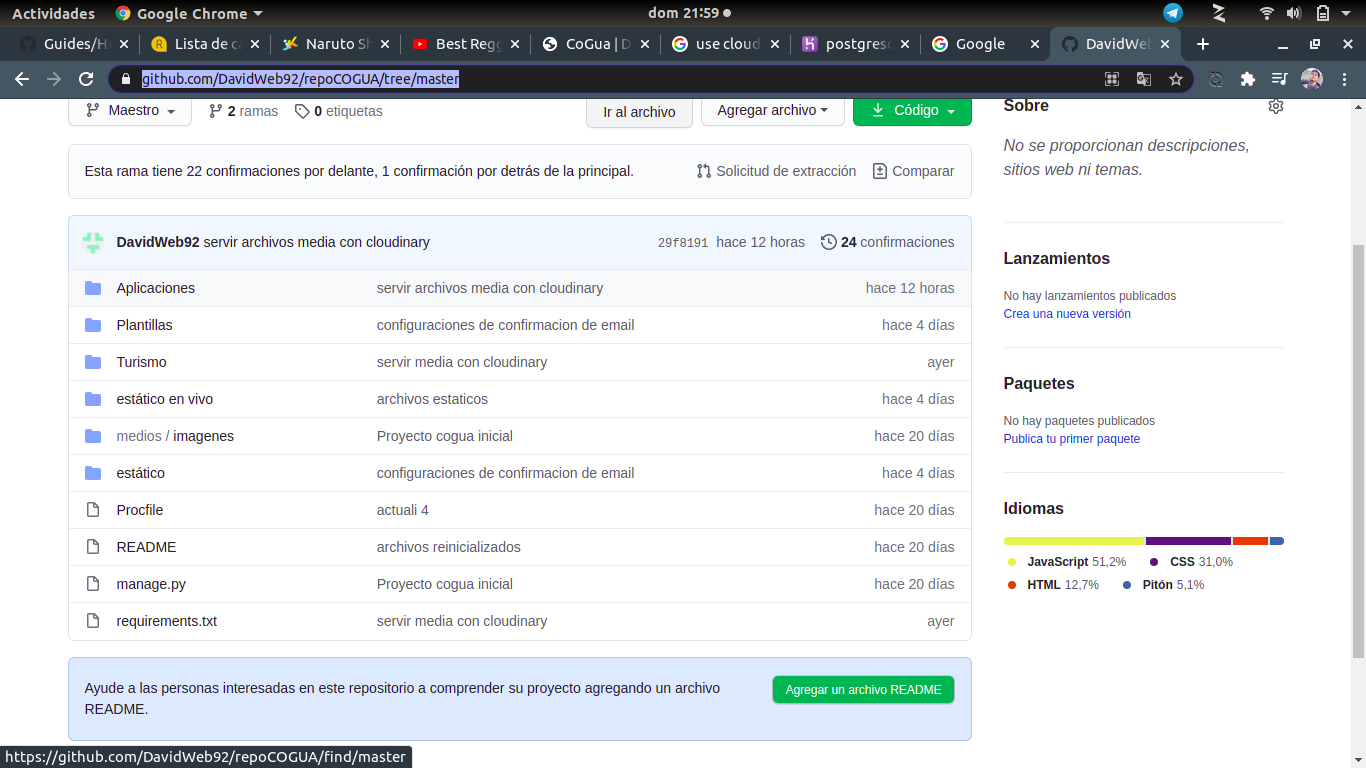 Actividades Google Chrome dom 21:59
Guides/He Lista de ca Naruto Sh Best Regg CoGua | D use cloud postgresc Google DavidWeb
github.com/DavidWeb92/repoCOGUA/tree/master
Maestro 2 ramas 0 etiquetas Ir al archivo Agregar archivo Código
Esta rama tiene 22 confirmaciones por delante, 1 confirmación por detrás de la principal. Solicitud de extracción Comparar
DavidWeb92 servir archivos media con cloudinary 29f8191 hace 12 horas 24 confirmaciones
Aplicaciones servir archivos media con cloudinary hace 12 horas
Plantillas configuraciones de confirmacion de email hace 4 días
Turismo servir media con cloudinary ayer
estático en vivo archivos estaticos hace 4 días
medios / imagenes Proyecto cogua inicial hace 20 días
estático configuraciones de confirmacion de email hace 4 días
Procfile actuali 4 hace 20 días
README archivos reinicializados hace 20 días
manage.py Proyecto cogua inicial hace 20 días
requirements.txt servir media con cloudinary ayer
Ayude a las personas interesadas en este repositorio a comprender su proyecto agregando un archivo
README.
Agregar un archivo README
Sobre
No se proporcionan descripciones,
sitios web ni temas.
Lanzamientos
No hay lanzamientos publicados
Crea una nueva versión
Paquetes
No hay paquetes publicados
Publica tu primer paquete
Idiomas
JavaScript 51,2% CSS 31,0%
HTML 12,7% Pitón 5,1%
https://github.com/DavidWeb92/repoCOGUA/find/master